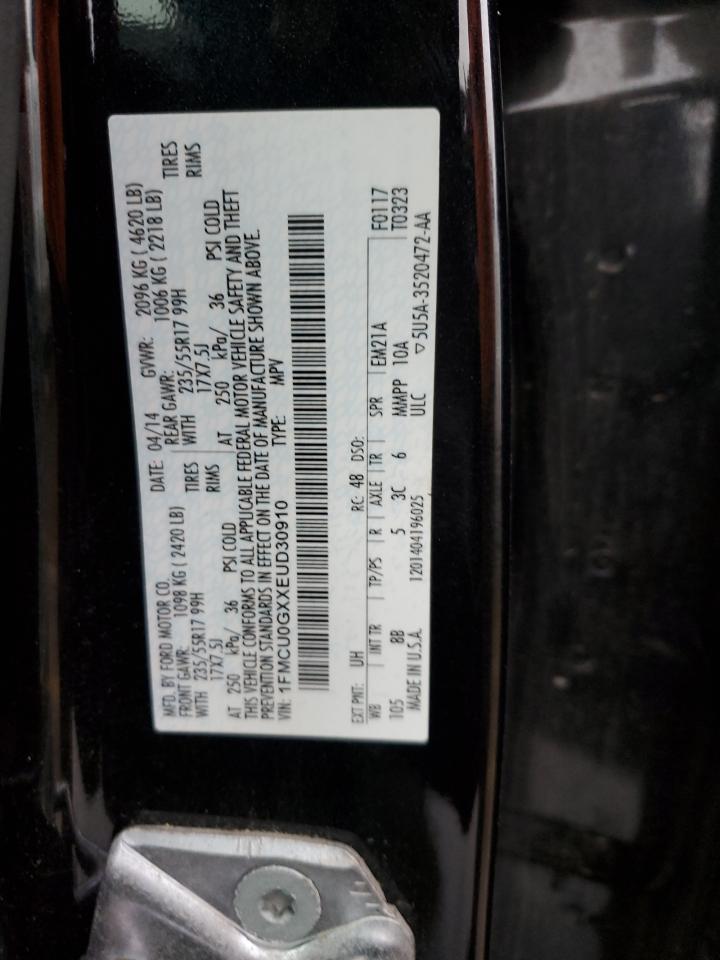 MFD. BY FORD MOTOR CO. DATE: 04/14 GVWR: 2096 KG ( 4620 LB)
FRONT GAWR: 1098 KG ( 2420 LB) REAR GAWR: 1006 KG ( 2218 LB)
WITH 235/55R17 99H TIRES WITH 235/55R17 99H TIRES
17X7.5J RIMS 17X7.5J RIMS
AT 250 kPa/ 36 PSI COLD AT 250 kPa/ 36 PSI COLD
THIS VEHICLE CONFORMS TO ALL APPLICABLE FEDERAL MOTOR VEHICLE SAFETY AND THEFT
PREVENTION STANDARDS IN EFFECT ON THE DATE OF MANUFACTURE SHOWN ABOVE.
VIN: 1FMCU0GXXEUD30910 TYPE: MPV
EXT PNT: UH RC: 48 DSO: F0117
WB INT TR TP/PS R AXLE TR SPR EM21A T0323
105 8B 5 3C 6 MMPP 10A
MADE IN U.S.A. 1201404196025 ULC ▽5U5A-3520472-AA